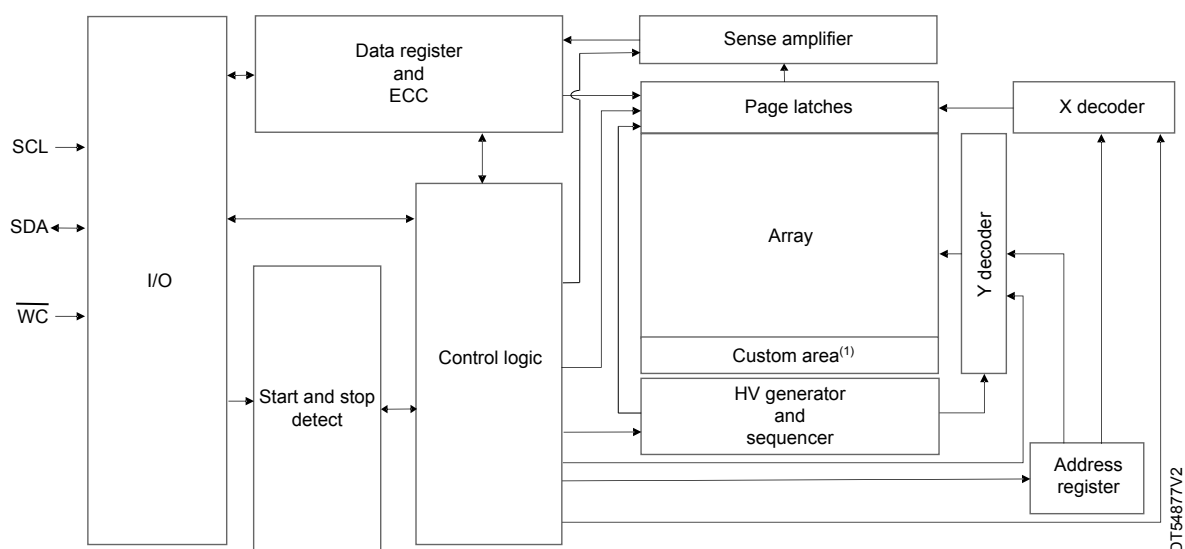 Data register
and
ECC
Sense amplifier
Page latches
X decoder
SCL
SDA
WC
I/O
Array
Y decoder
Control logic
Custom area(1)
Start and stop
detect
HV generator
and
sequencer
Address
register
DT54877V2